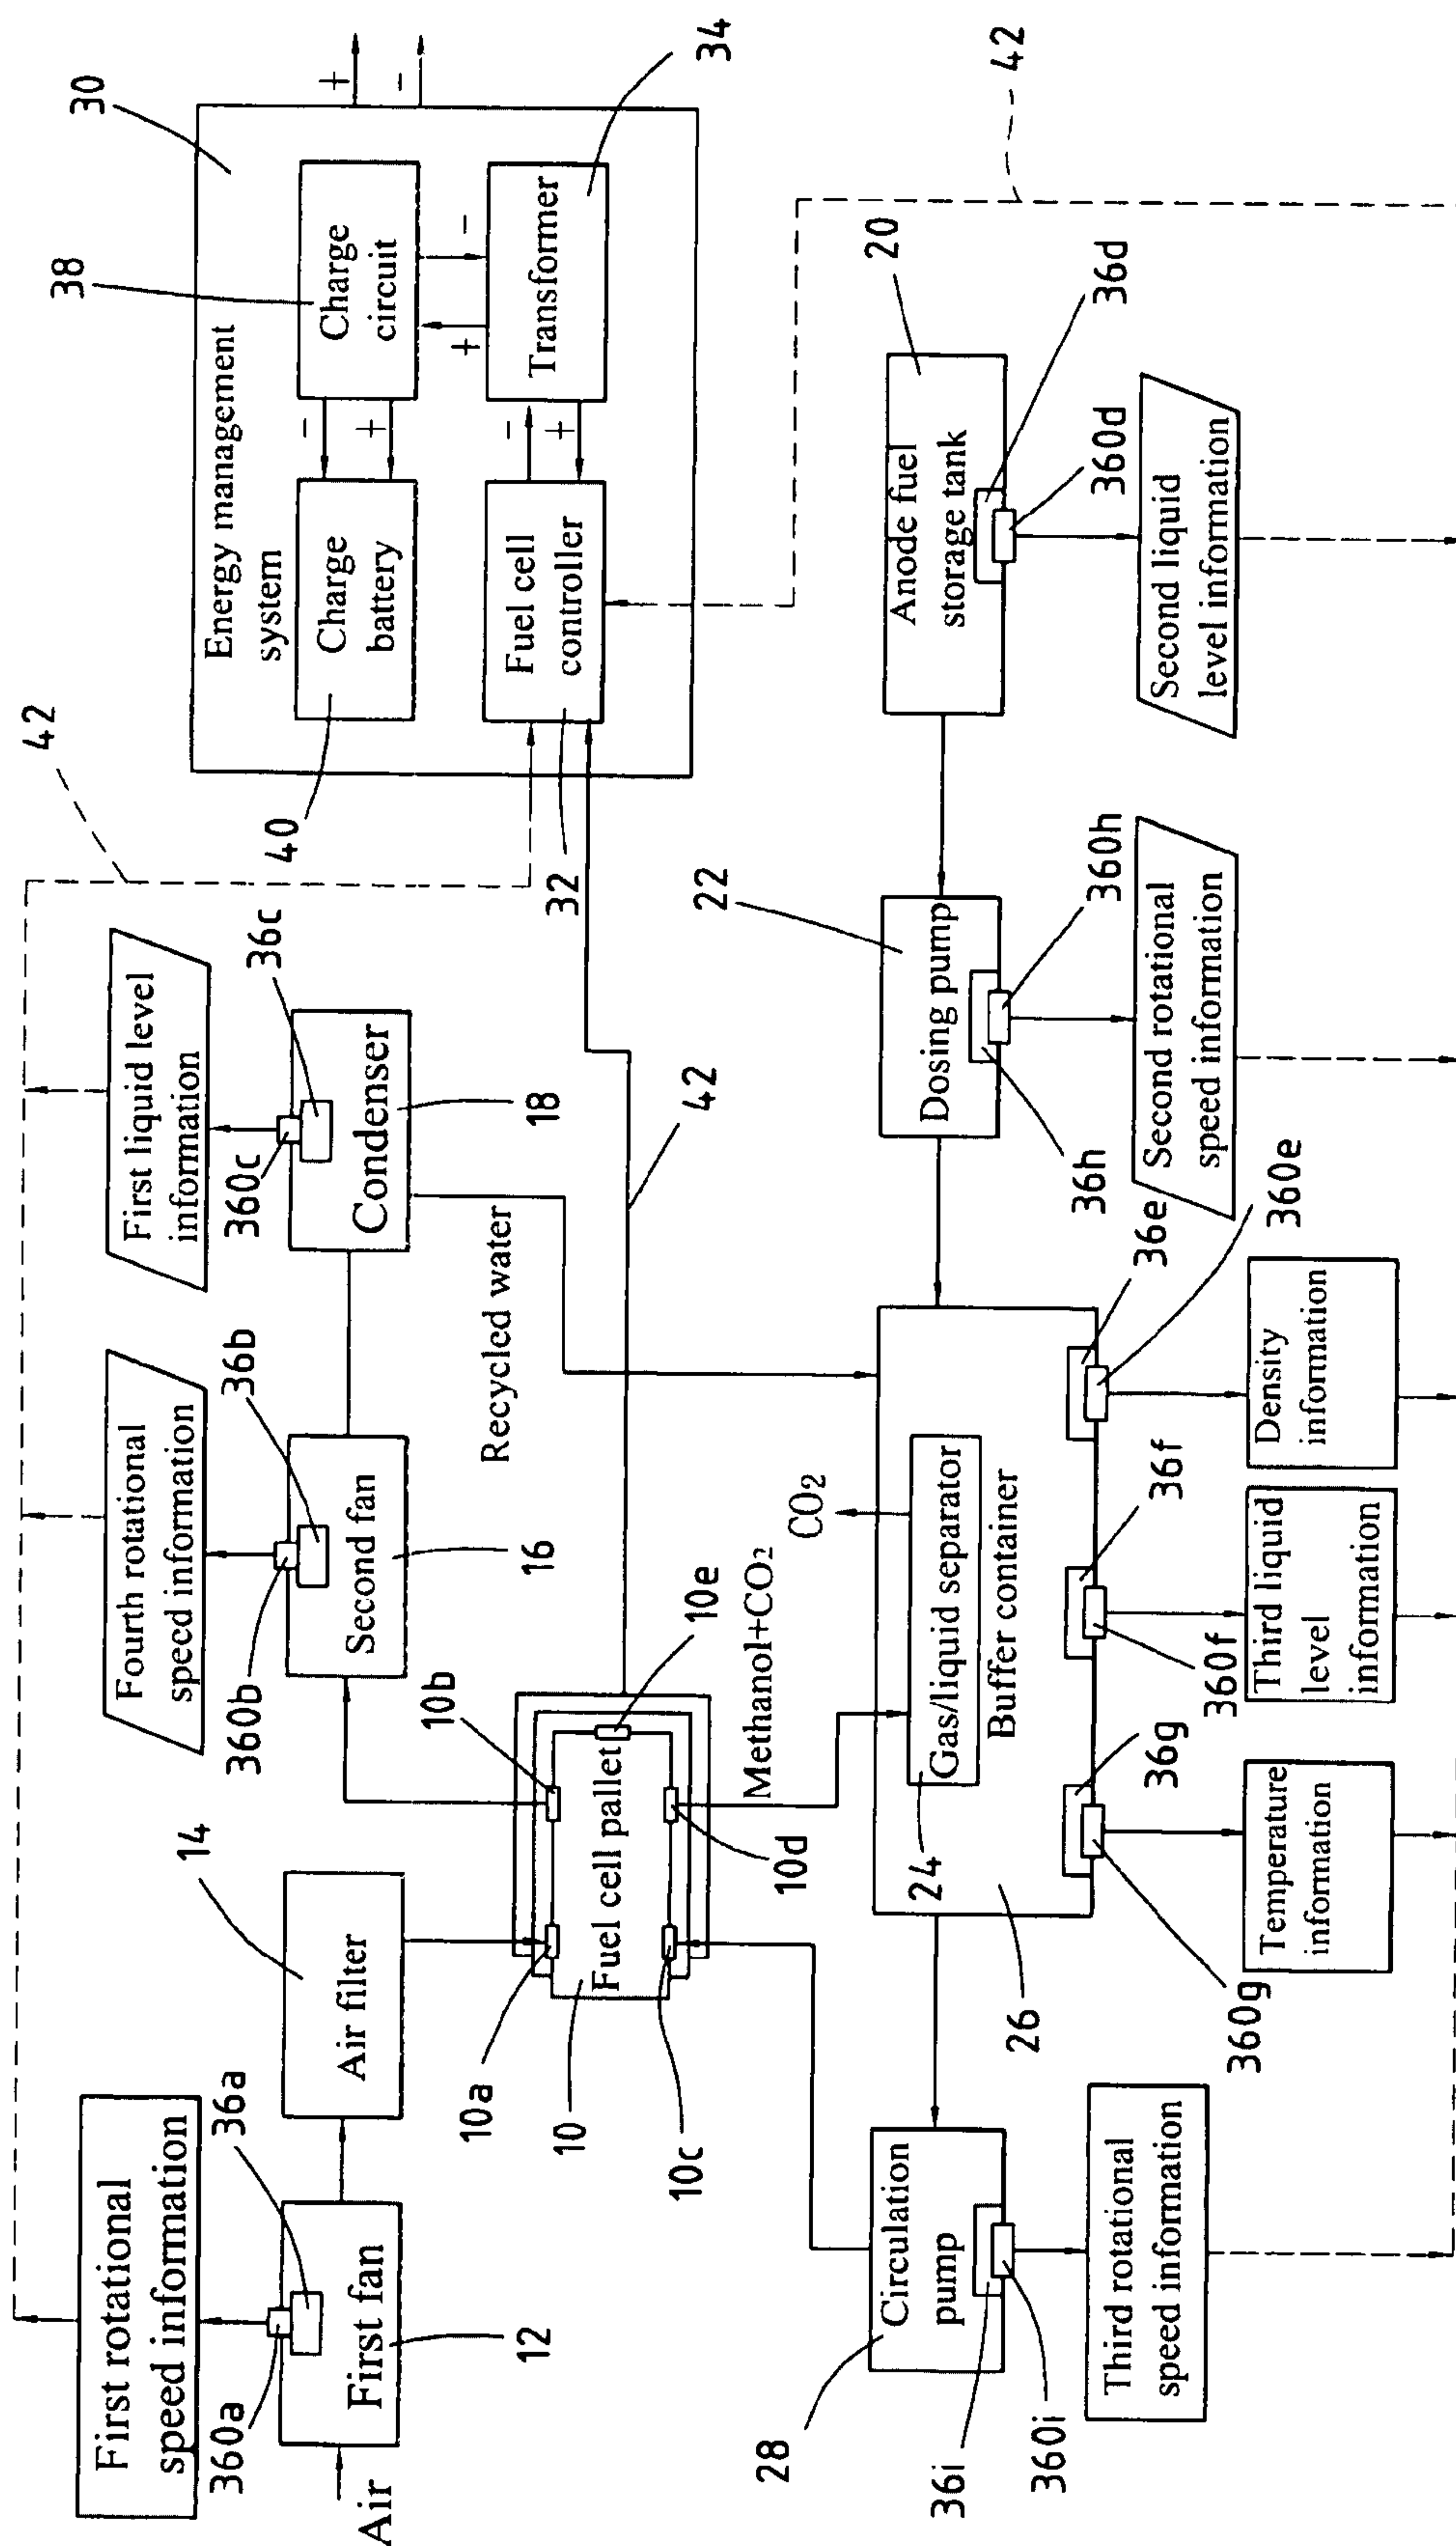 First rotational
speed information
360a
36a
Air
First fan
12
Air filter
14
Fourth rotational
speed information
360b
36b
Second fan
16
First liquid level
information
360c
36c
Condenser
18
42
Recycled water
10a
10b
Fuel cell pallet
10
10c
10d
10e
42
Methanol+CO₂
Energy management
system
30
38
Charge
circuit
Charge
battery
40
-
+
+
-
+
-
Transformer
34
Fuel cell
controller
32
-
+
42
Circulation
pump
28
36i
360i
Third rotational
speed information
CO₂
24
Gas/liquid separator
Buffer container
26
36g
360g
Temperature
information
36f
360f
Third liquid
level
information
36e
360e
Density
information
22
Dosing pump
36h
360h
Second rotational
speed information
20
Anode fuel
storage tank
36d
360d
Second liquid
level information